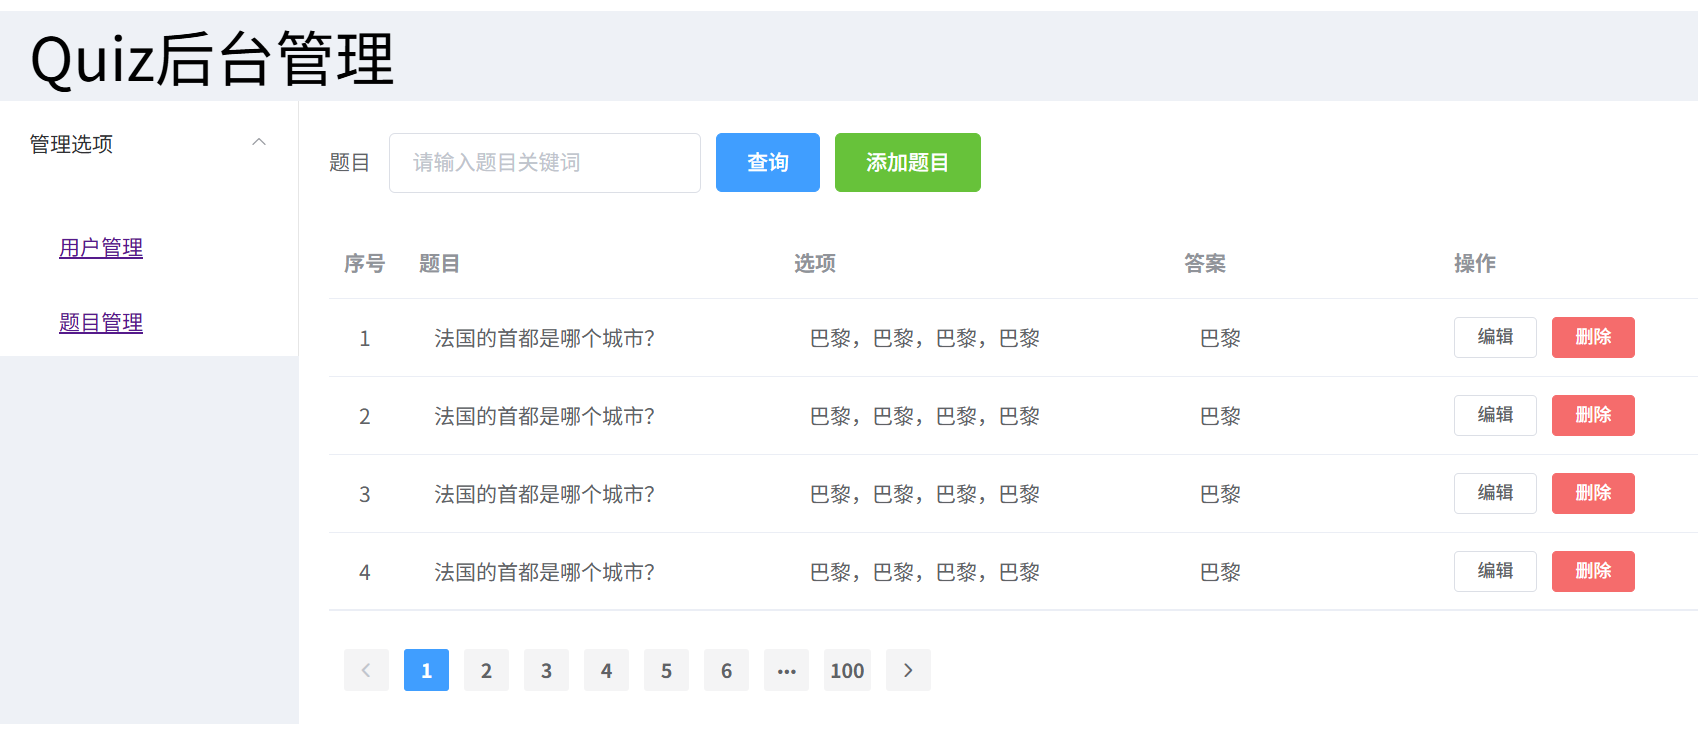 Quiz后台管理
管理选项
用户管理
题目管理
题目 请输入题目关键词 查询 添加题目
序号 题目 选项 答案 操作
1 法国的首都是哪个城市? 巴黎，巴黎，巴黎，巴黎 巴黎 编辑 删除
2 法国的首都是哪个城市? 巴黎，巴黎，巴黎，巴黎 巴黎 编辑 删除
3 法国的首都是哪个城市? 巴黎，巴黎，巴黎，巴黎 巴黎 编辑 删除
4 法国的首都是哪个城市? 巴黎，巴黎，巴黎，巴黎 巴黎 编辑 删除
1 2 3 4 5 6 ... 100